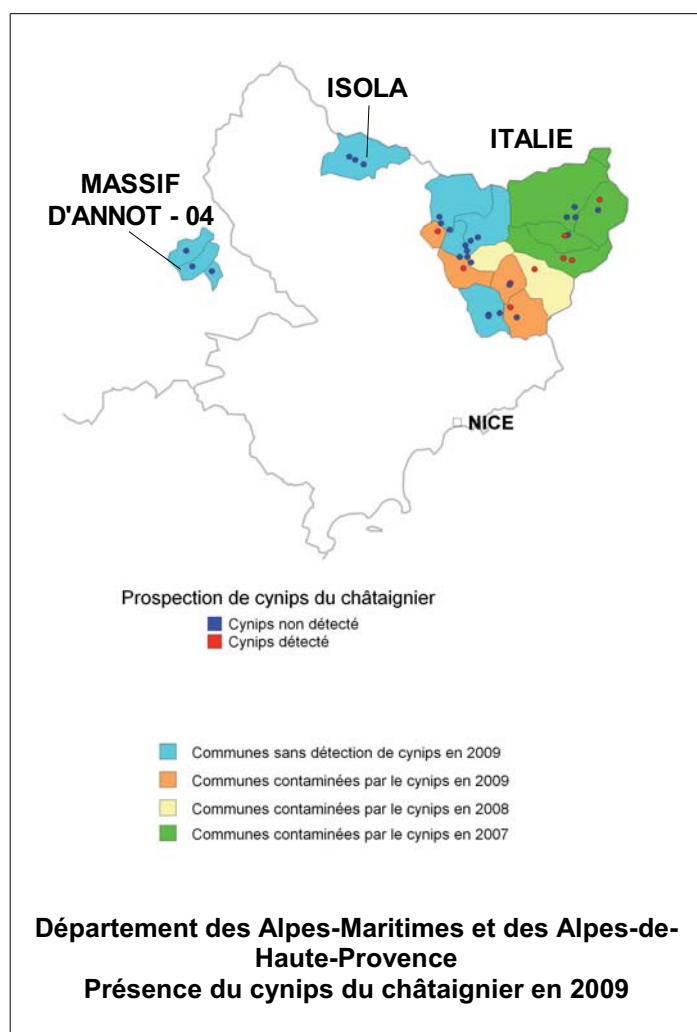 ISOLA
ITALIE
MASSIF
D'ANNOT - 04
NICE
Prospection de cynips du châtaignier
Cynips non détecté
Cynips détecté
Communes sans détection de cynips en 2009
Communes contaminées par le cynips en 2009
Communes contaminées par le cynips en 2008
Communes contaminées par le cynips en 2007
Département des Alpes-Maritimes et des Alpes-de-
Haute-Provence
Présence du cynips du châtaignier en 2009